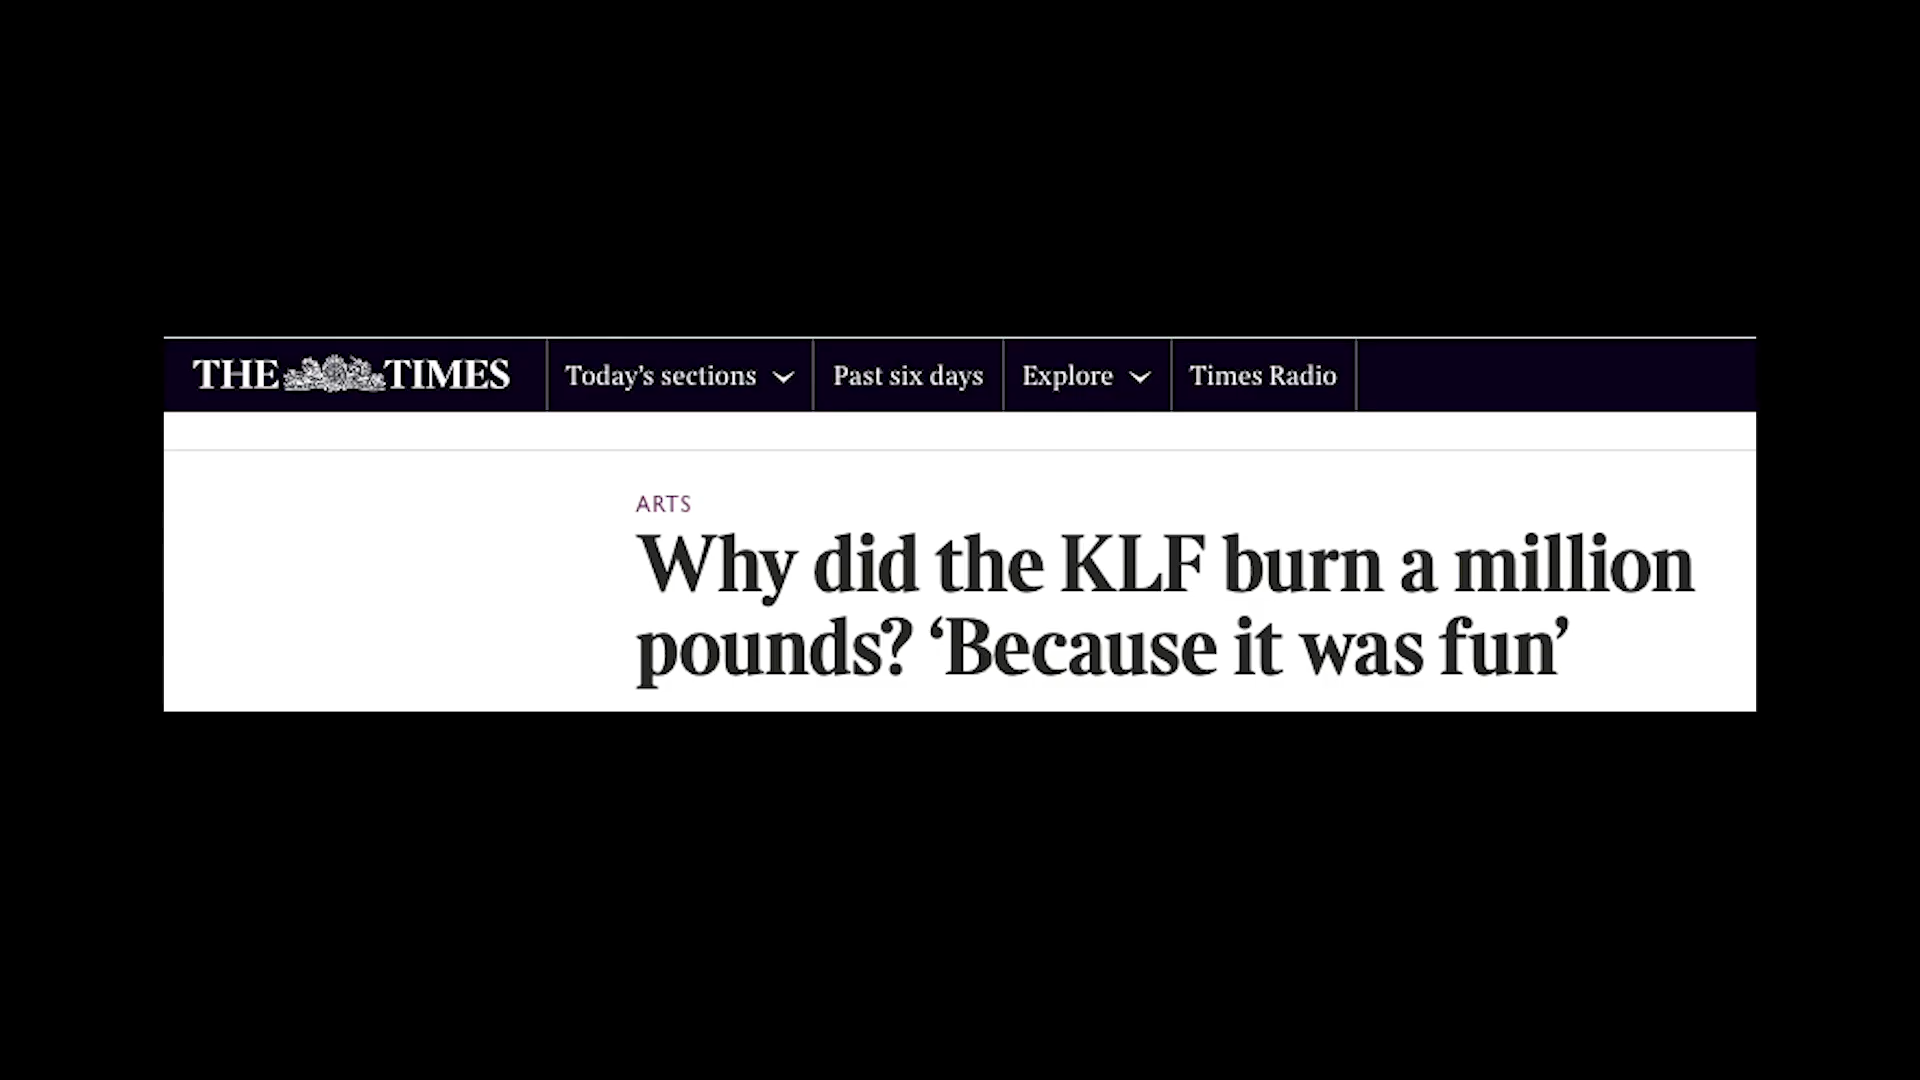 THE TIMES
Today’s sections
Past six days
Explore
Times Radio
ARTS
Why did the KLF burn a million
pounds? ‘Because it was fun’